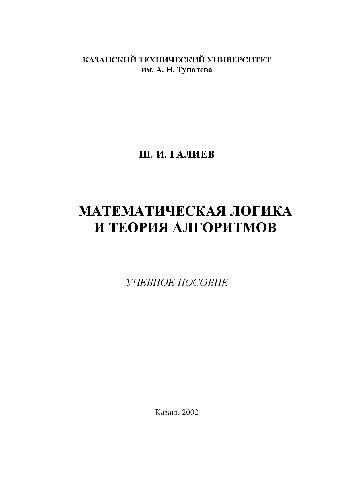 КАЗАНСКИЙ ТЕХНИЧЕСКИЙ УНИВЕРСИТЕТ
им. А. Н. Туполева
Ш. И. ГАЛИЕВ
МАТЕМАТИЧЕСКАЯ ЛОГИКА
И ТЕОРИЯ АЛГОРИТМОВ
УЧЕБНОЕ ПОСОБИЕ
Казань 2002